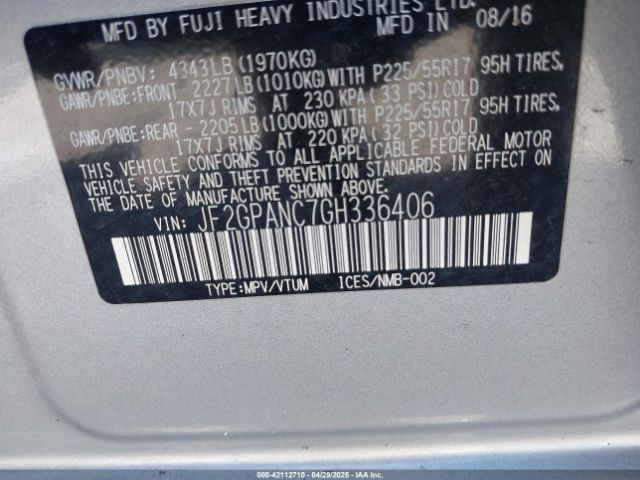 MFD BY FUJI HEAVY INDUSTRIES LTD.
MFD IN 08/16
GVWR/PNBV: 4343LB (1970KG)
GAWR/PNBE:FRONT - 2227LB (1010KG) WITH P225/55R17 95H TIRES,
17X7J RIMS AT 230 KPA (33 PSI) COLD
GAWR/PNBE:REAR - 2205LB (1000KG) WITH P225/55R17 95H TIRES,
17X7J RIMS AT 220 KPA (32 PSI) COLD
THIS VEHICLE CONFORMS TO ALL APPLICABLE FEDERAL MOTOR
VEHICLE SAFETY AND THEFT PREVENTION STANDARDS IN EFFECT ON
THE DATE OF MANUFACTURE SHOWN ABOVE.
VIN: JF2GPANC7GH336406
TYPE:MPV/VTUM ICES/NMB-002
000-42112710 | 04/29/2025 | IAAI.COM